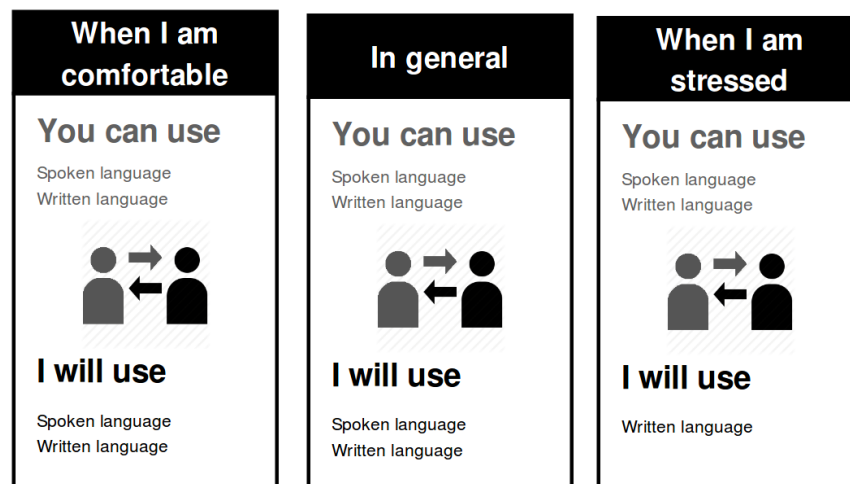 When I am
comfortable
You can use
Spoken language
Written language
I will use
Spoken language
Written language
In general
You can use
Spoken language
Written language
I will use
Spoken language
Written language
When I am
stressed
You can use
Spoken language
Written language
I will use
Written language